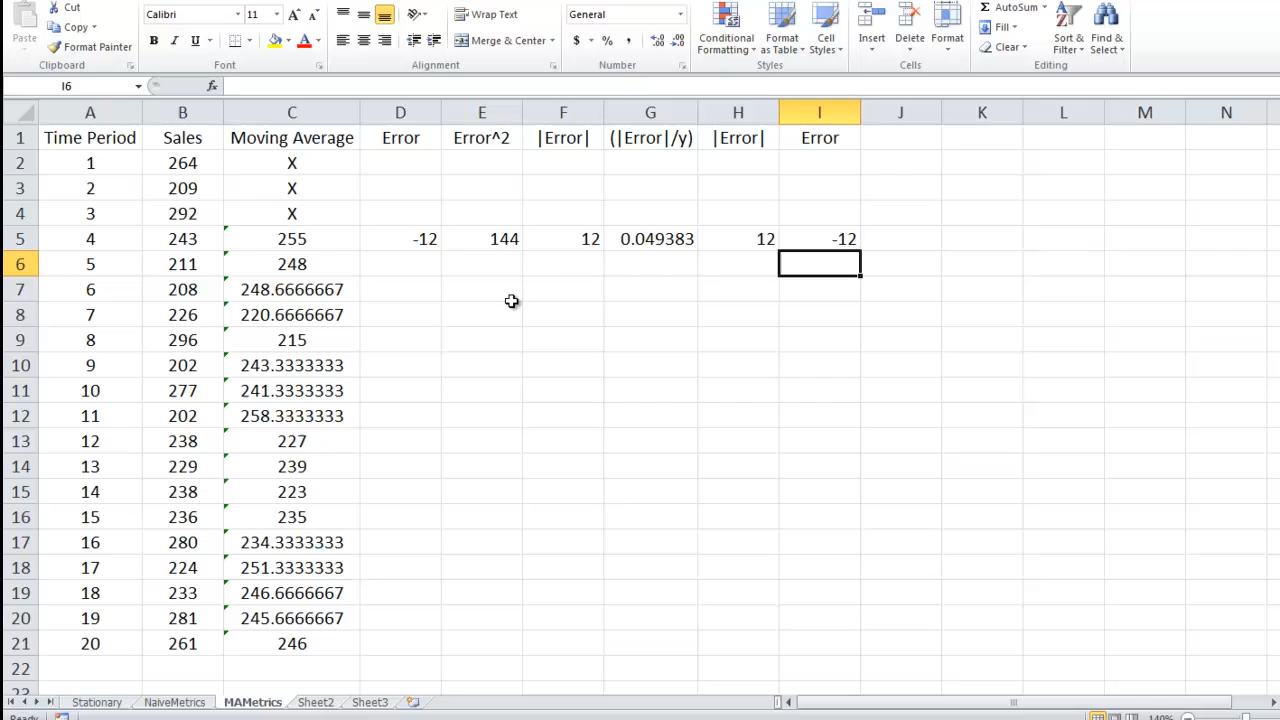 Cut
Copy
Paste
Format Painter
Clipboard
Calibri 11 A A
B I U A
Font
Wrap Text
Merge & Center
Alignment
General
$ % ,
Number
Conditional Formatting
Format as Table
Cell Styles
Styles
Insert Delete Format
Cells
Σ AutoSum
Fill
Clear
Sort & Filter
Find & Select
Editing
I6 fx
A B C D E F G H I J K L M N
1 Time Period Sales Moving Average Error Error^2 |Error| (|Error|/y) |Error| Error
2 1 264 X
3 2 209 X
4 3 292 X
5 4 243 255 -12 144 12 0.049383 12 -12
6 5 211 248
7 6 208 248.6666667
8 7 226 220.6666667
9 8 296 215
10 9 202 243.3333333
11 10 277 241.3333333
12 11 202 258.3333333
13 12 238 227
14 13 229 239
15 14 238 223
16 15 236 235
17 16 280 234.3333333
18 17 224 251.3333333
19 18 233 246.6666667
20 19 281 245.6666667
21 20 261 246
22
23
Stationary NaiveMetrics MAMetrics Sheet2 Sheet3
Ready 140%